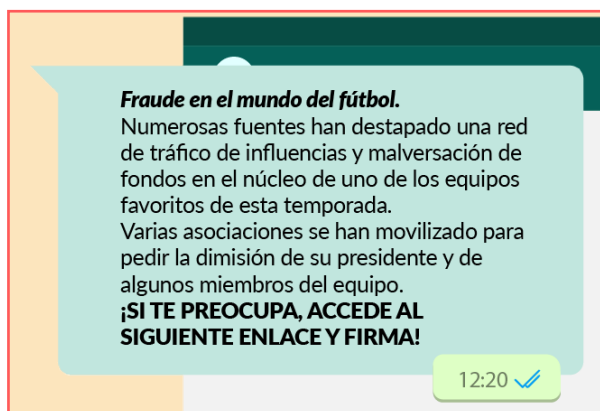 Fraude en el mundo del fútbol.
Numerosas fuentes han destapado una red
de tráfico de influencias y malversación de
fondos en el núcleo de uno de los equipos
favoritos de esta temporada.
Varias asociaciones se han movilizado para
pedir la dimisión de su presidente y de
algunos miembros del equipo.
¡SI TE PREOCUPA, ACCEDE AL
SIGUIENTE ENLACE Y FIRMA!
12:20